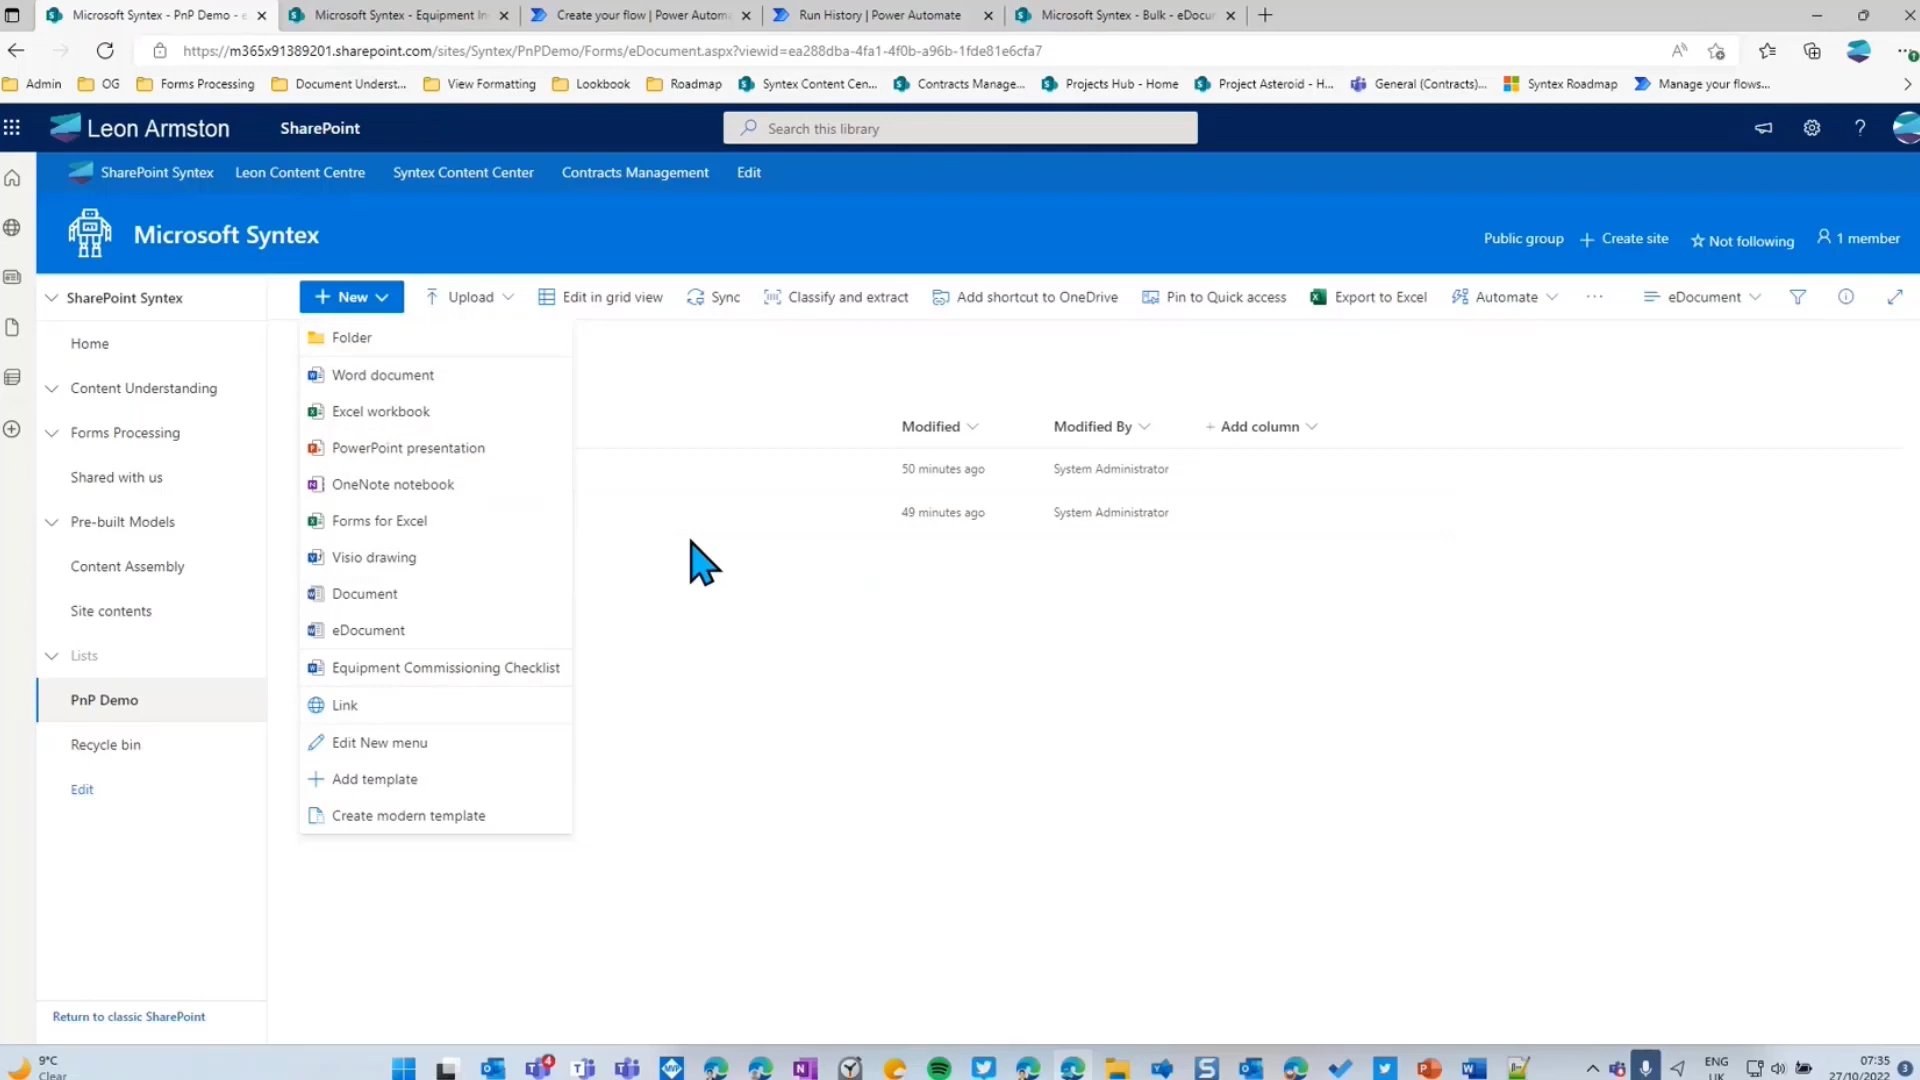 Microsoft Syntex - PnP Demo - e
Microsoft Syntex - Equipment In
Create your flow | Power Automa
Run History | Power Automate
Microsoft Syntex - Bulk - eDocu
https://m365x91389201.sharepoint.com/sites/Syntex/PnPDemo/Forms/eDocument.aspx?viewid=ea288dba-4fa1-4f0b-a96b-1fde81e6cfa7
Admin
OG
Forms Processing
Document Underst...
View Formatting
Lookbook
Roadmap
Syntex Content Cen...
Contracts Manage...
Projects Hub - Home
Project Asteroid - H...
General (Contracts)...
Syntex Roadmap
Manage your flows...
Leon Armston
SharePoint
Search this library
SharePoint Syntex
Leon Content Centre
Syntex Content Center
Contracts Management
Edit
Microsoft Syntex
Public group
Create site
Not following
1 member
SharePoint Syntex
Home
Content Understanding
Forms Processing
Shared with us
Pre-built Models
Content Assembly
Site contents
Lists
PnP Demo
Recycle bin
Edit
Return to classic SharePoint
New
Upload
Edit in grid view
Sync
Classify and extract
Add shortcut to OneDrive
Pin to Quick access
Export to Excel
Automate
eDocument
Folder
Word document
Excel workbook
PowerPoint presentation
OneNote notebook
Forms for Excel
Visio drawing
Document
eDocument
Equipment Commissioning Checklist
Link
Edit New menu
Add template
Create modern template
Modified
Modified By
+ Add column
50 minutes ago
System Administrator
49 minutes ago
System Administrator
9°C
Clear
4
ENG
UK
07:35
27/10/2022
3